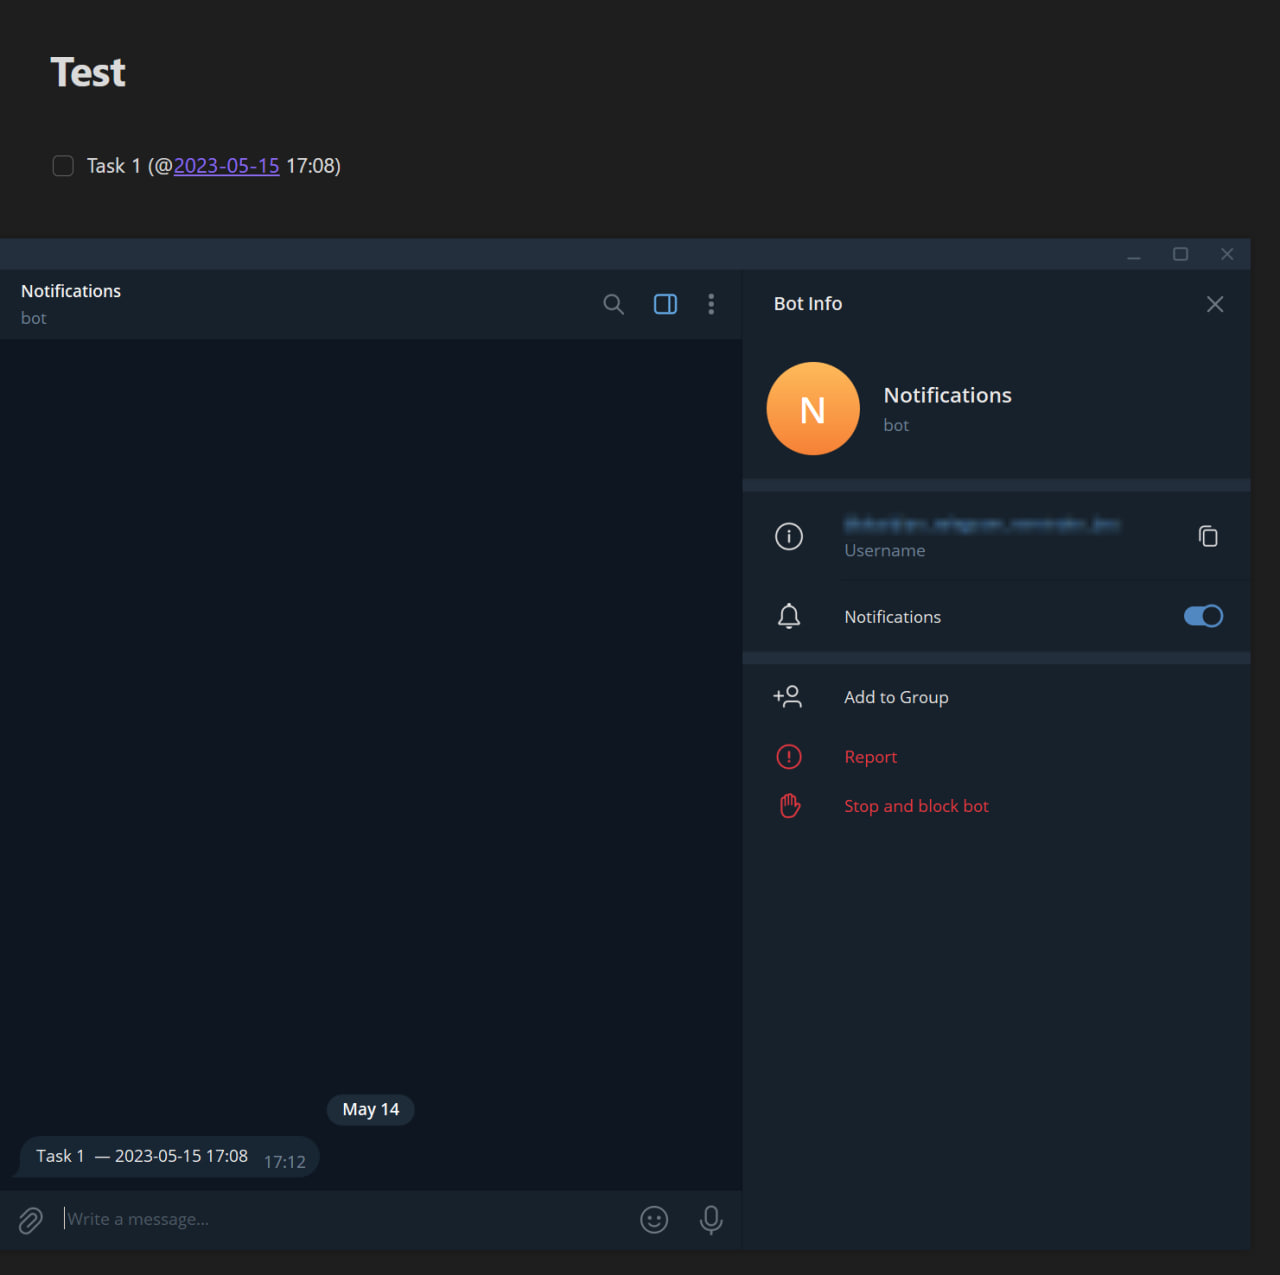 Test
Task 1 (@2023-05-15 17:08)
Notifications
bot
Bot Info
N
Notifications
bot
Username
Notifications
Add to Group
Report
Stop and block bot
May 14
Task 1 — 2023-05-15 17:08 17:12
Write a message...